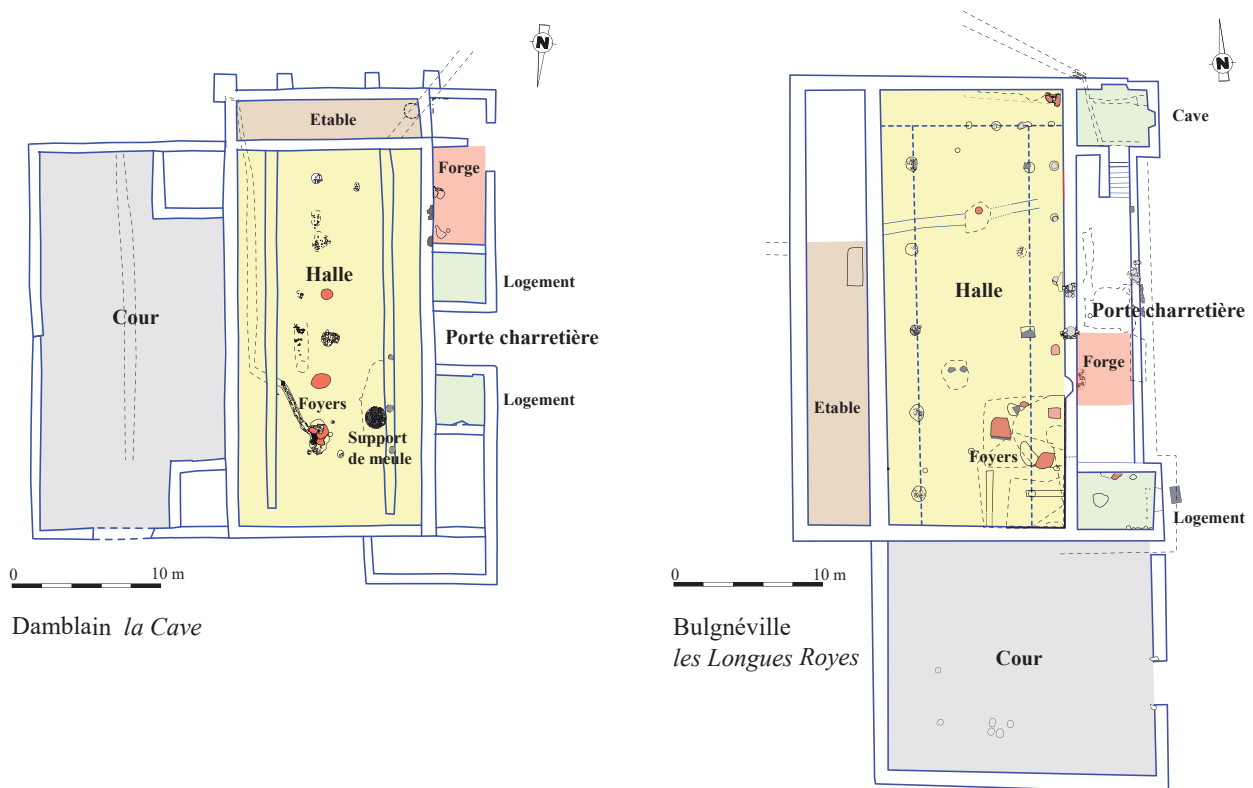 N
Etable
Forge
Halle
Logement
Cour
Porte charretière
Logement
Foyers
Support
de meule
0 10 m
Damblain la Cave
N
Cave
Halle
Porte charretière
Forge
Etable
Foyers
Logement
0 10 m
Bulgnéville
les Longues Royes
Cour